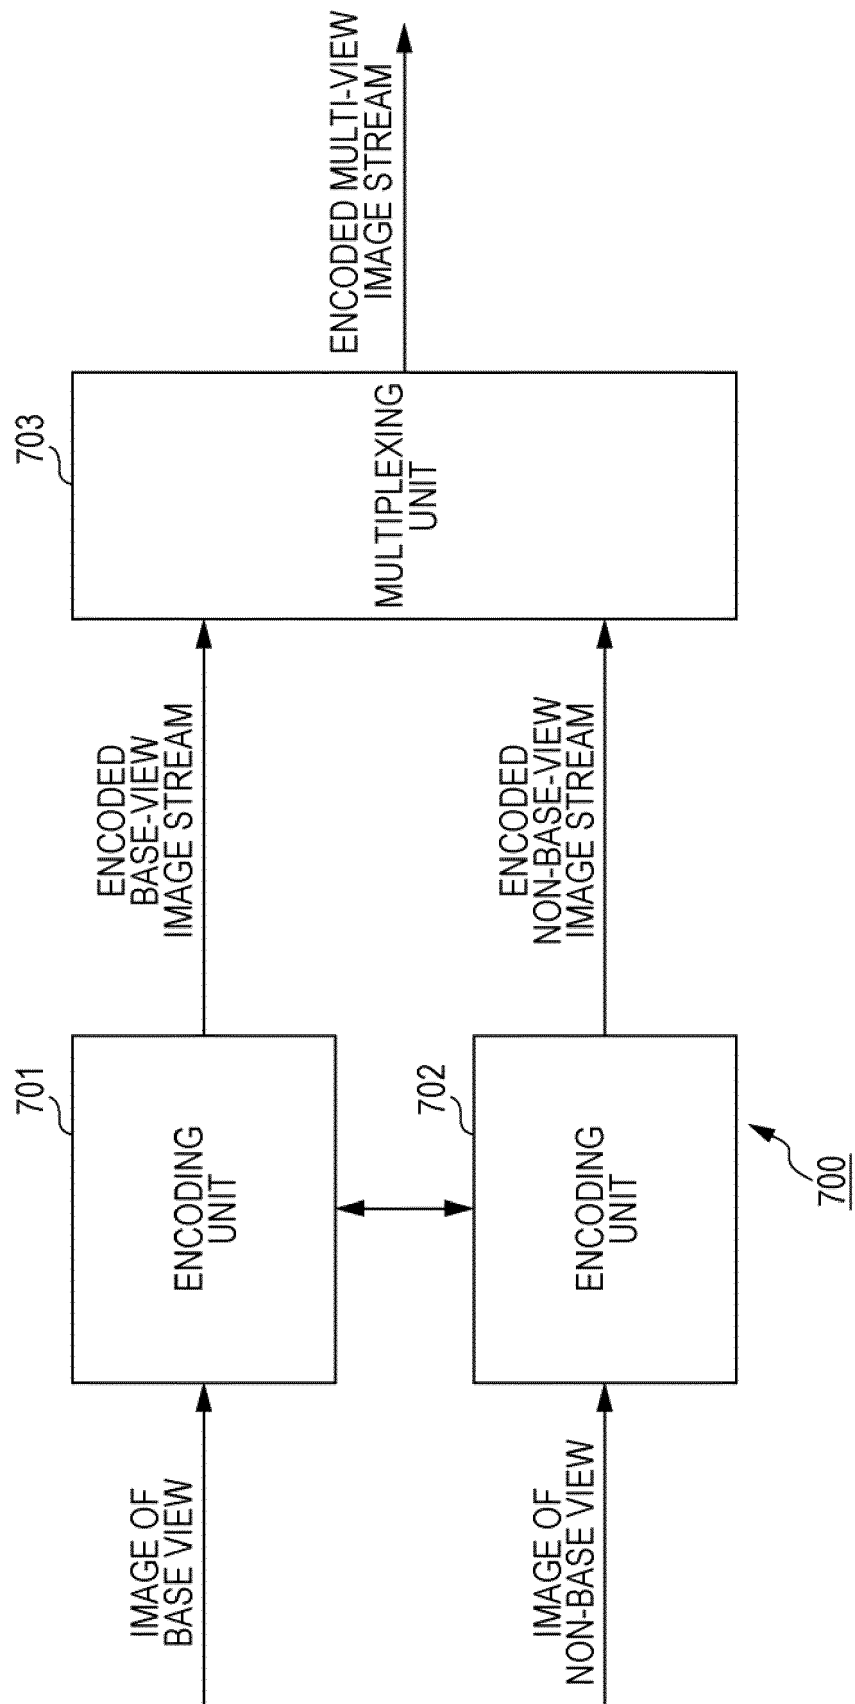 IMAGE OF
BASE VIEW
701
ENCODING
UNIT
ENCODED
BASE-VIEW
IMAGE STREAM
IMAGE OF
NON-BASE VIEW
702
ENCODING
UNIT
ENCODED
NON-BASE-VIEW
IMAGE STREAM
703
MULTIPLEXING
UNIT
ENCODED MULTI-VIEW
IMAGE STREAM
700